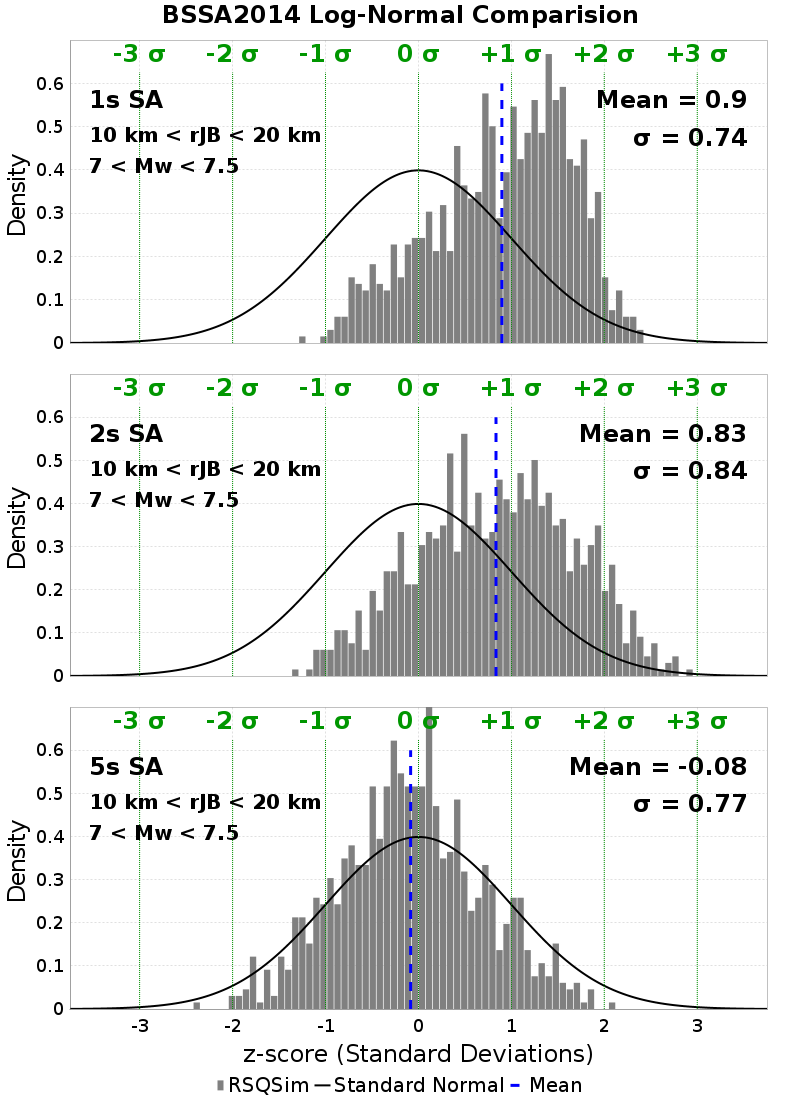 BSSA2014 Log-Normal Comparision
-3 σ -2 σ -1 σ 0 σ +1 σ +2 σ +3 σ
0.6
1s SA Mean = 0.9
0.5
10 km < rJB < 20 km σ = 0.74
7 < Mw < 7.5
0.4
0.3
0.2
0.1
0
Density
-3 σ -2 σ -1 σ 0 σ +1 σ +2 σ +3 σ
0.6
2s SA Mean = 0.83
0.5
10 km < rJB < 20 km σ = 0.84
7 < Mw < 7.5
0.4
0.3
0.2
0.1
0
Density
-3 σ -2 σ -1 σ 0 σ +1 σ +2 σ +3 σ
0.6
5s SA Mean = -0.08
0.5
10 km < rJB < 20 km σ = 0.77
7 < Mw < 7.5
0.4
0.3
0.2
0.1
0
Density
-3 -2 -1 0 1 2 3
z-score (Standard Deviations)
RSQSim Standard Normal Mean